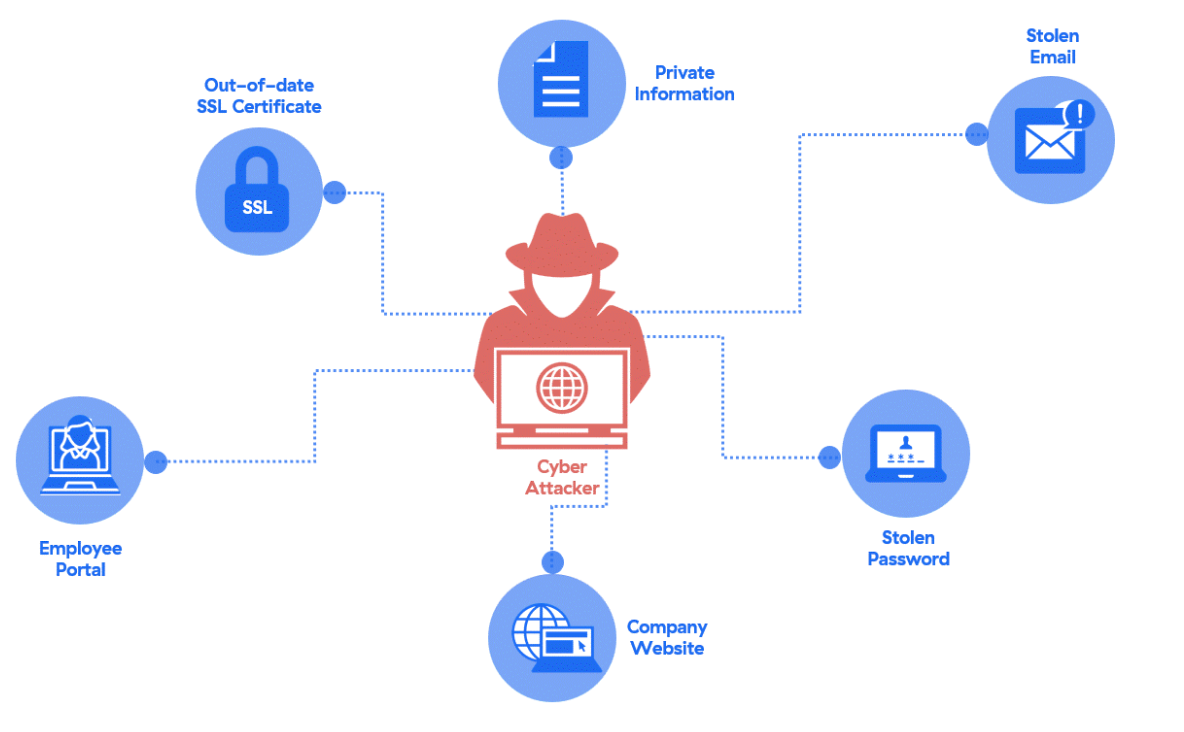 Stolen
Email
Private
Information
Out-of-date
SSL Certificate
SSL
Cyber
Attacker
Stolen
Password
Employee
Portal
Company
Website